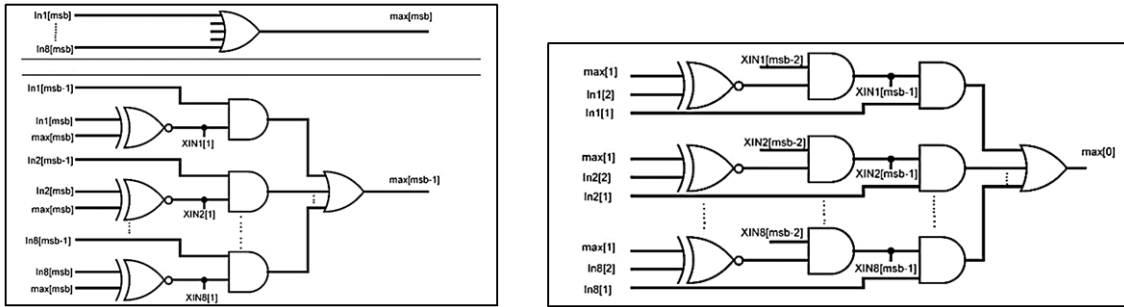 In1[msb]
In8[msb]
max[msb]
In1[msb-1]
In1[msb]
max[msb]
XIN1[1]
In2[msb-1]
In2[msb]
max[msb]
XIN2[1]
max[msb-1]
In8[msb-1]
In8[msb]
max[msb]
XIN8[1]
XIN1[msb-2]
max[1]
In1[2]
XIN1[msb-1]
In1[1]
XIN2[msb-2]
max[1]
In2[2]
XIN2[msb-1]
In2[1]
max[0]
XIN8[msb-2]
max[1]
In8[2]
XIN8[msb-1]
In8[1]